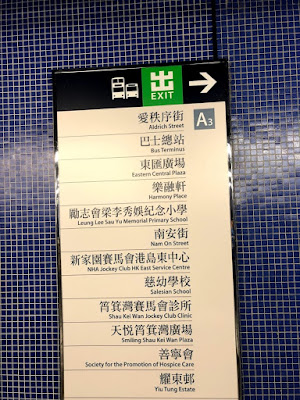 出
EXIT
A3
愛秩序街
Aldrich Street
巴士總站
Bus Terminus
東匯廣場
Eastern Central Plaza
樂融軒
Harmony Place
勵志會梁李秀娛紀念小學
Leung Lee Sau Yu Memorial Primary School
南安街
Nam On Street
新家園賽馬會港島東中心
NHA Jockey Club HK East Service Centre
慈幼學校
Salesian School
筲箕灣賽馬會診所
Shau Kei Wan Jockey Club Clinic
天悅筲箕灣廣場
Smiling Shau Kei Wan Plaza
善寧會
Society for the Promotion of Hospice Care
耀東邨
Yiu Tung Estate